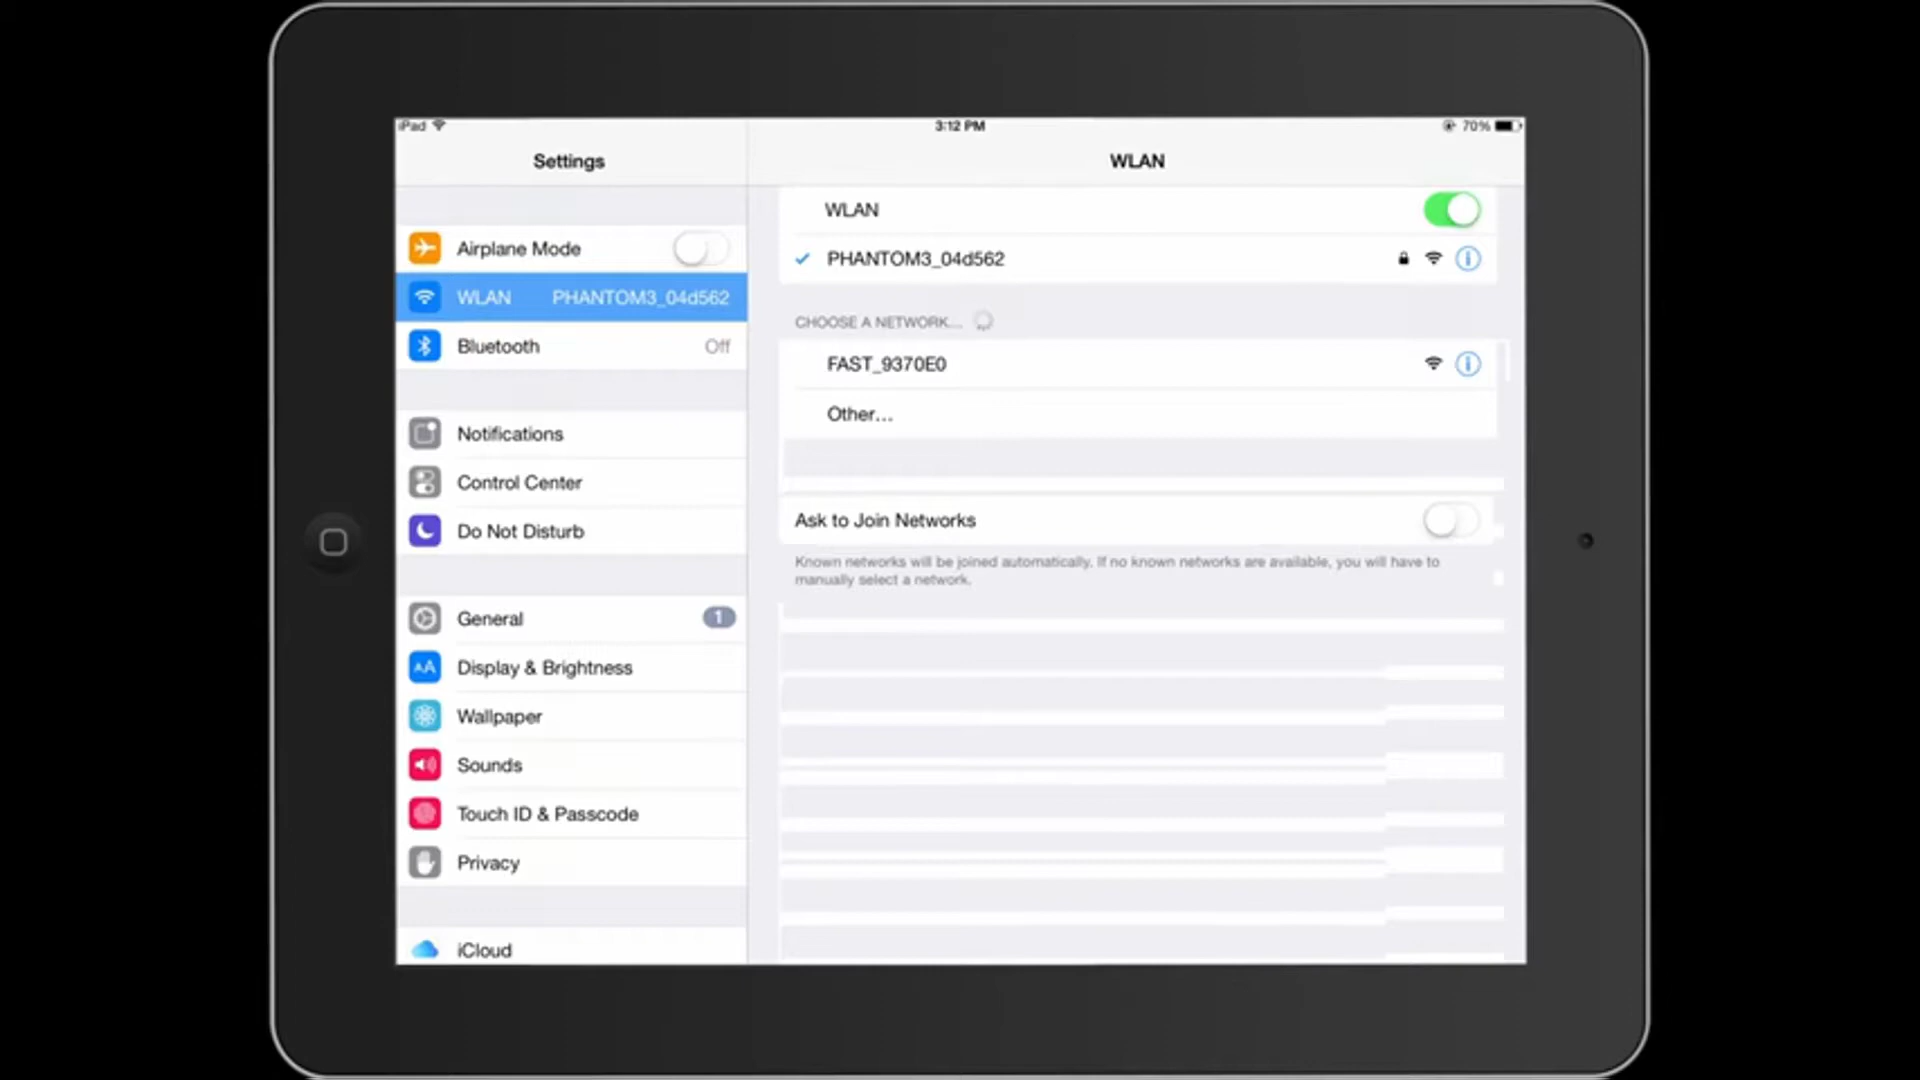 iPad
3:12 PM
70%
Settings
WLAN
Airplane Mode
WLAN PHANTOM3_04d562
Bluetooth Off
Notifications
Control Center
Do Not Disturb
General 1
AA Display & Brightness
Wallpaper
Sounds
Touch ID & Passcode
Privacy
iCloud
WLAN
PHANTOM3_04d562
CHOOSE A NETWORK...
FAST_9370E0
Other...
Ask to Join Networks
Known networks will be joined automatically. If no known networks are available, you will have to
manually select a network.